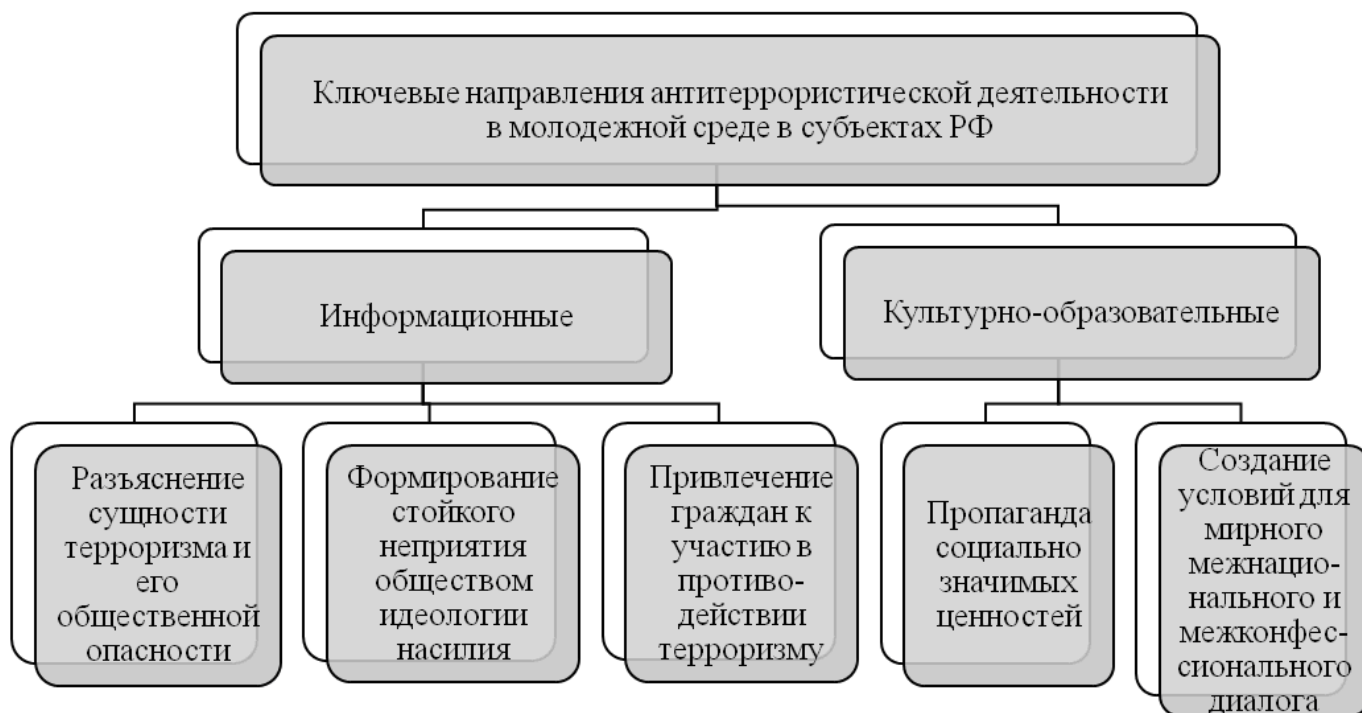 Ключевые направления антитеррористической деятельности
в молодежной среде в субъектах РФ
Информационные
Культурно-образовательные
Разъяснение
сущности
терроризма и
его
общественной
опасности
Формирование
стойкого
неприятия
обществом
идеологии
насилия
Привлечение
граждан к
участию в
противо-
действии
терроризму
Пропаганда
социально
значимых
ценностей
Создание
условий для
мирного
межнацио-
нального и
межконфес-
сионального
диалога